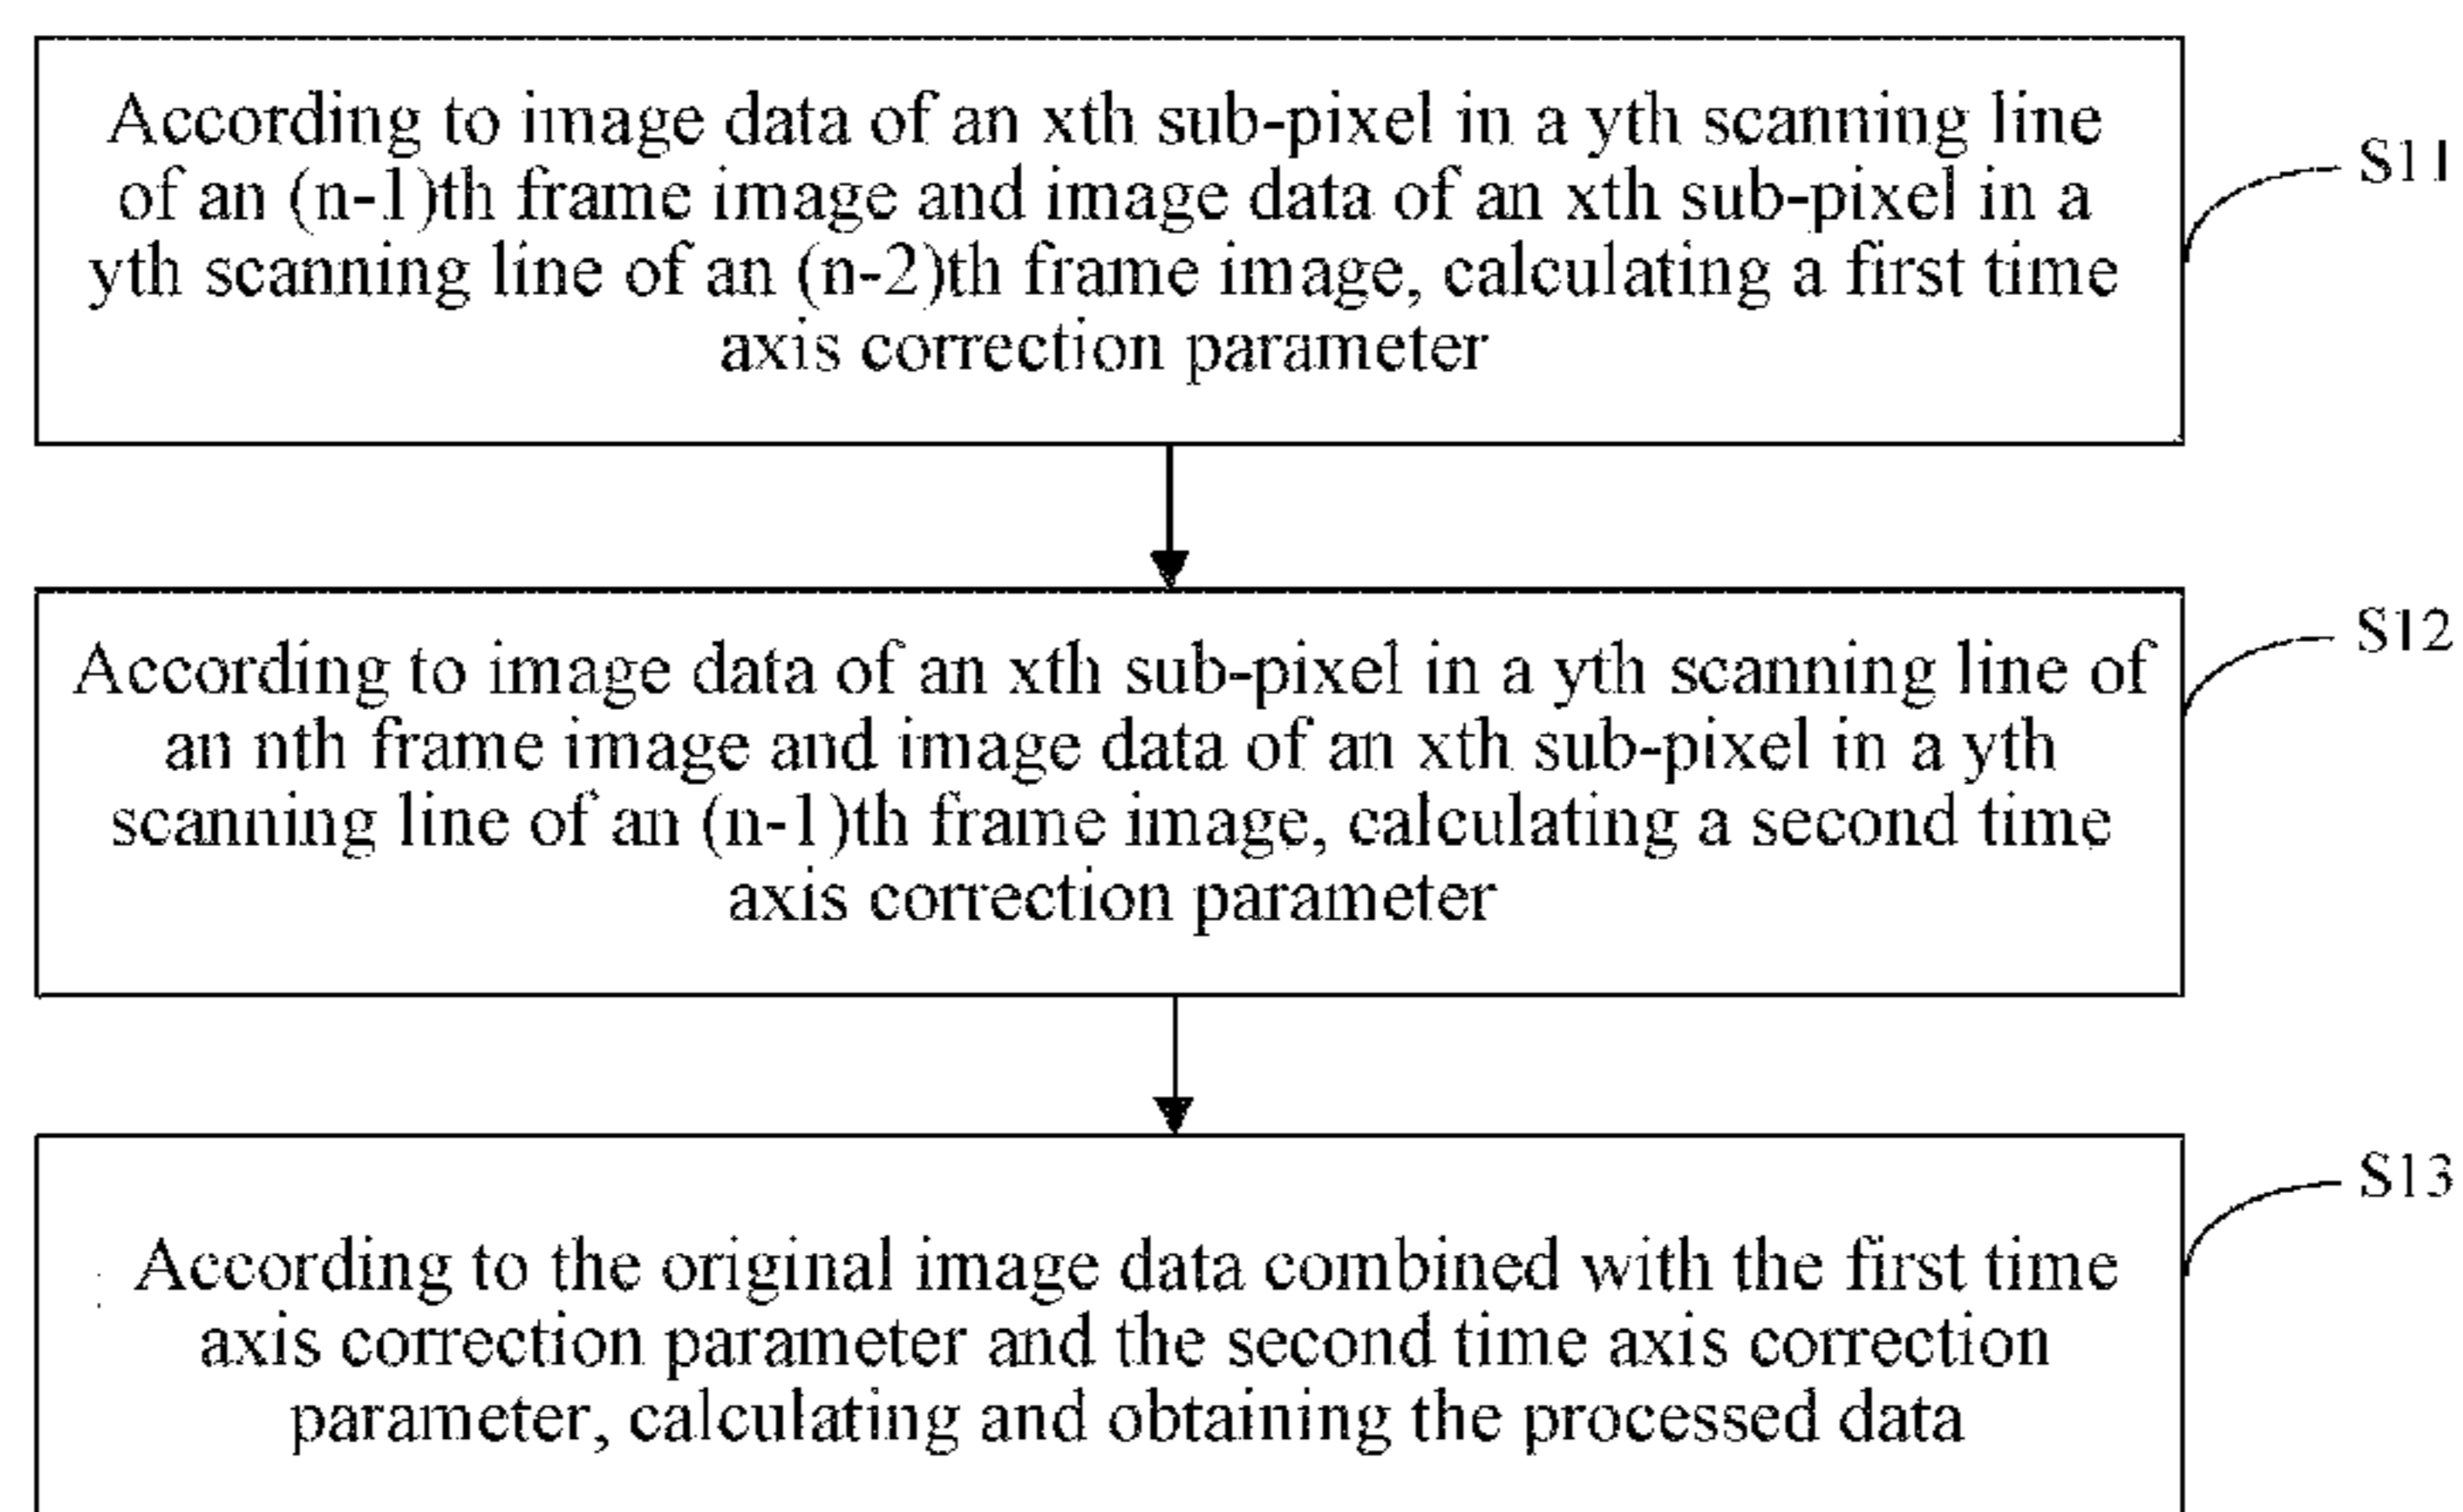 According to image data of an xth sub-pixel in a yth scanning line
of an (n-1)th frame image and image data of an xth sub-pixel in a
yth scanning line of an (n-2)th frame image, calculating a first time
axis correction parameter
S11
According to image data of an xth sub-pixel in a yth scanning line of
an nth frame image and image data of an xth sub-pixel in a yth
scanning line of an (n-1)th frame image, calculating a second time
axis correction parameter
S12
According to the original image data combined with the first time
axis correction parameter and the second time axis correction
parameter, calculating and obtaining the processed data
S13